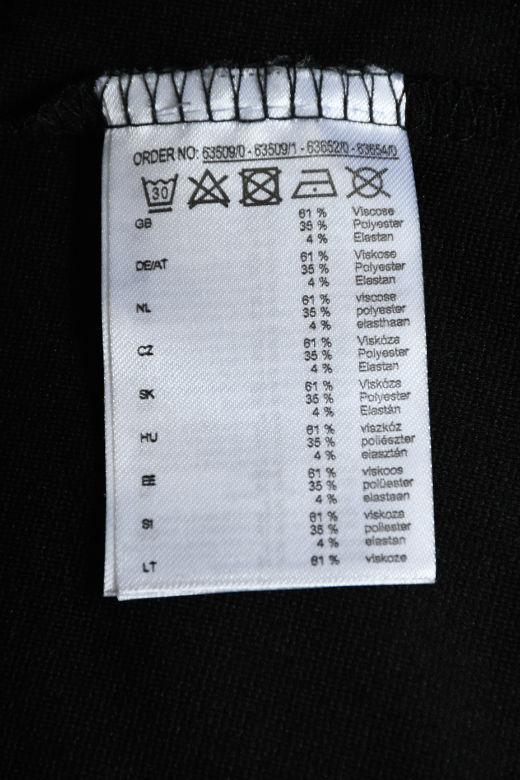 ORDER NO: 63509/0 - 63509/1 - 63652/0 - 63654/0
30
GB 61 % Viscose
35 % Polyester
4 % Elastan
DE/AT 61 % Viskose
35 % Polyester
4 % Elastan
NL 61 % viscose
35 % polyester
4 % elasthaan
CZ 61 % Viskóza
35 % Polyester
4 % Elastan
SK 61 % Viskóza
35 % Polyester
4 % Elastán
HU 61 % viszkóz
35 % poliészter
4 % elasztán
EE 61 % viskoos
35 % polüester
4 % elastaan
SI 61 % viskoza
35 % poliester
4 % elastan
LT 61 % viskoze